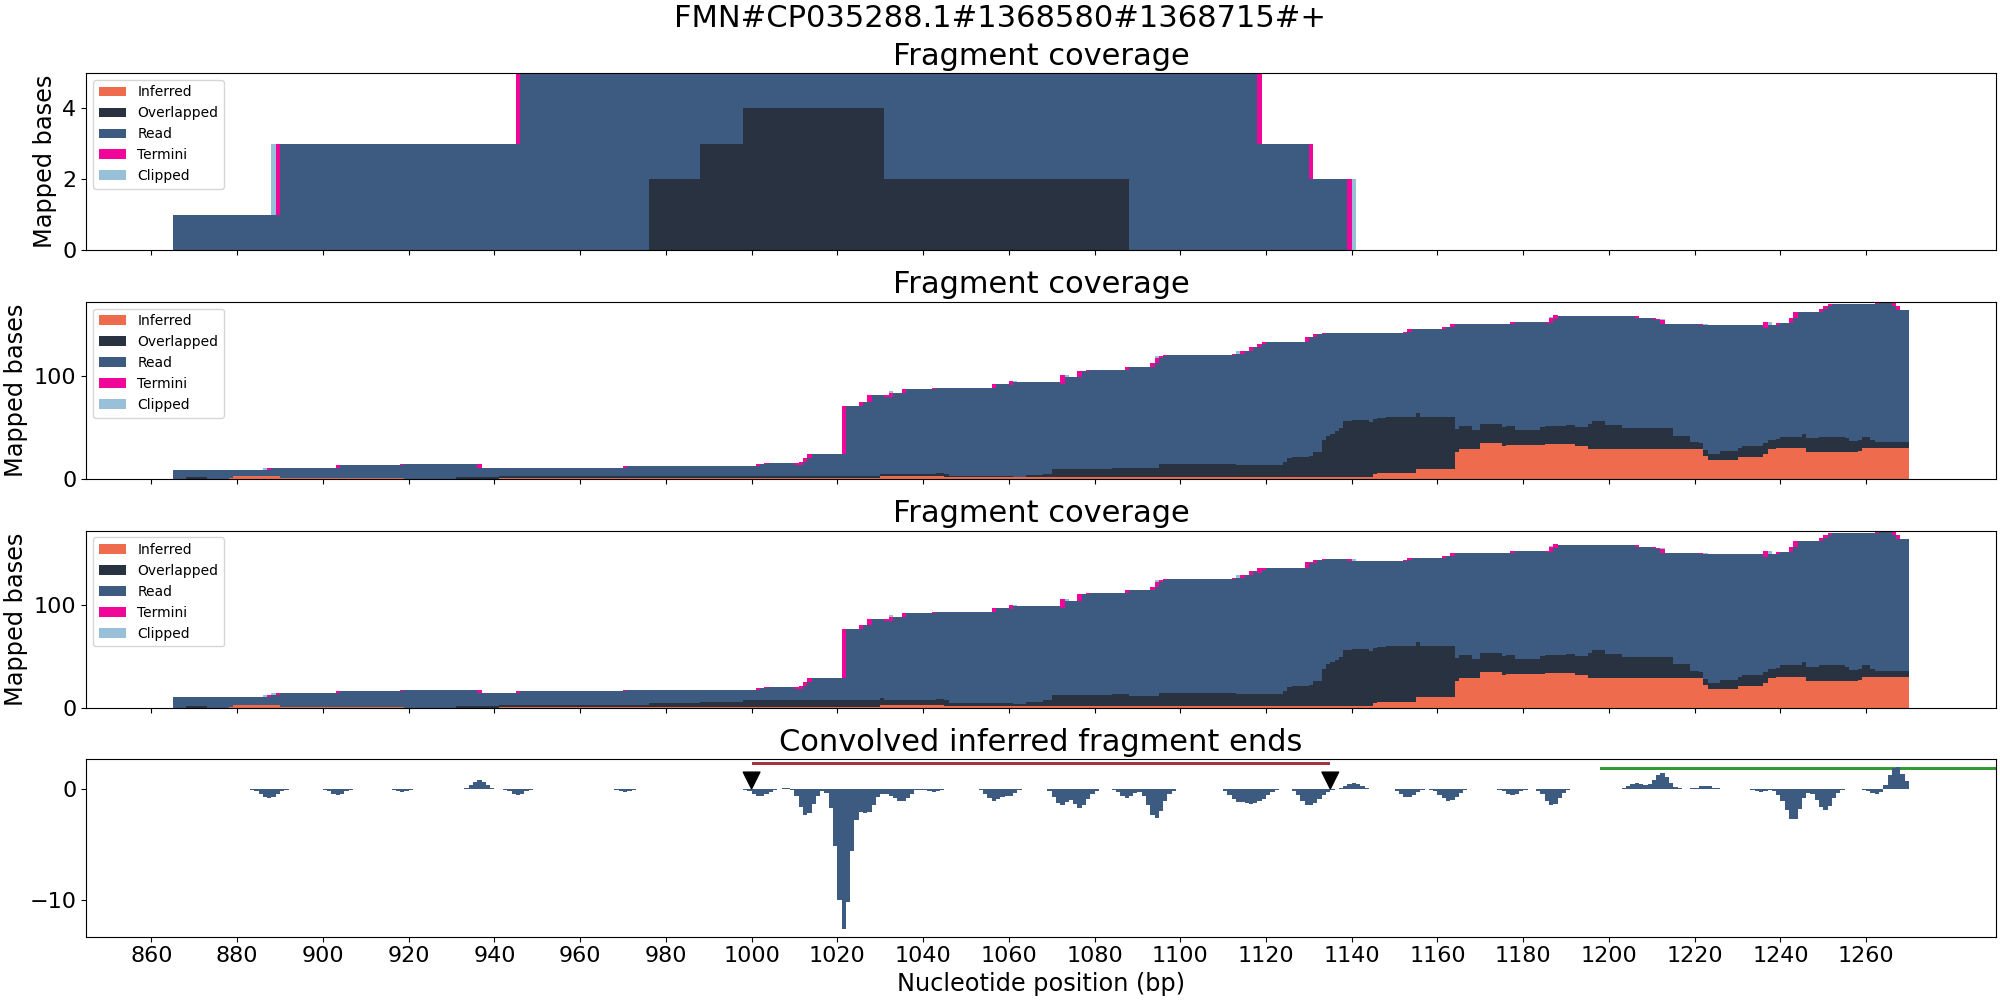 FMN#CP035288.1#1368580#1368715#+
Fragment coverage
Mapped bases
4
2
0
Inferred
Overlapped
Read
Termini
Clipped
Fragment coverage
Mapped bases
100
0
Inferred
Overlapped
Read
Termini
Clipped
Fragment coverage
Mapped bases
100
0
Inferred
Overlapped
Read
Termini
Clipped
Convolved inferred fragment ends
0
−10
860 880 900 920 940 960 980 1000 1020 1040 1060 1080 1100 1120 1140 1160 1180 1200 1220 1240 1260
Nucleotide position (bp)